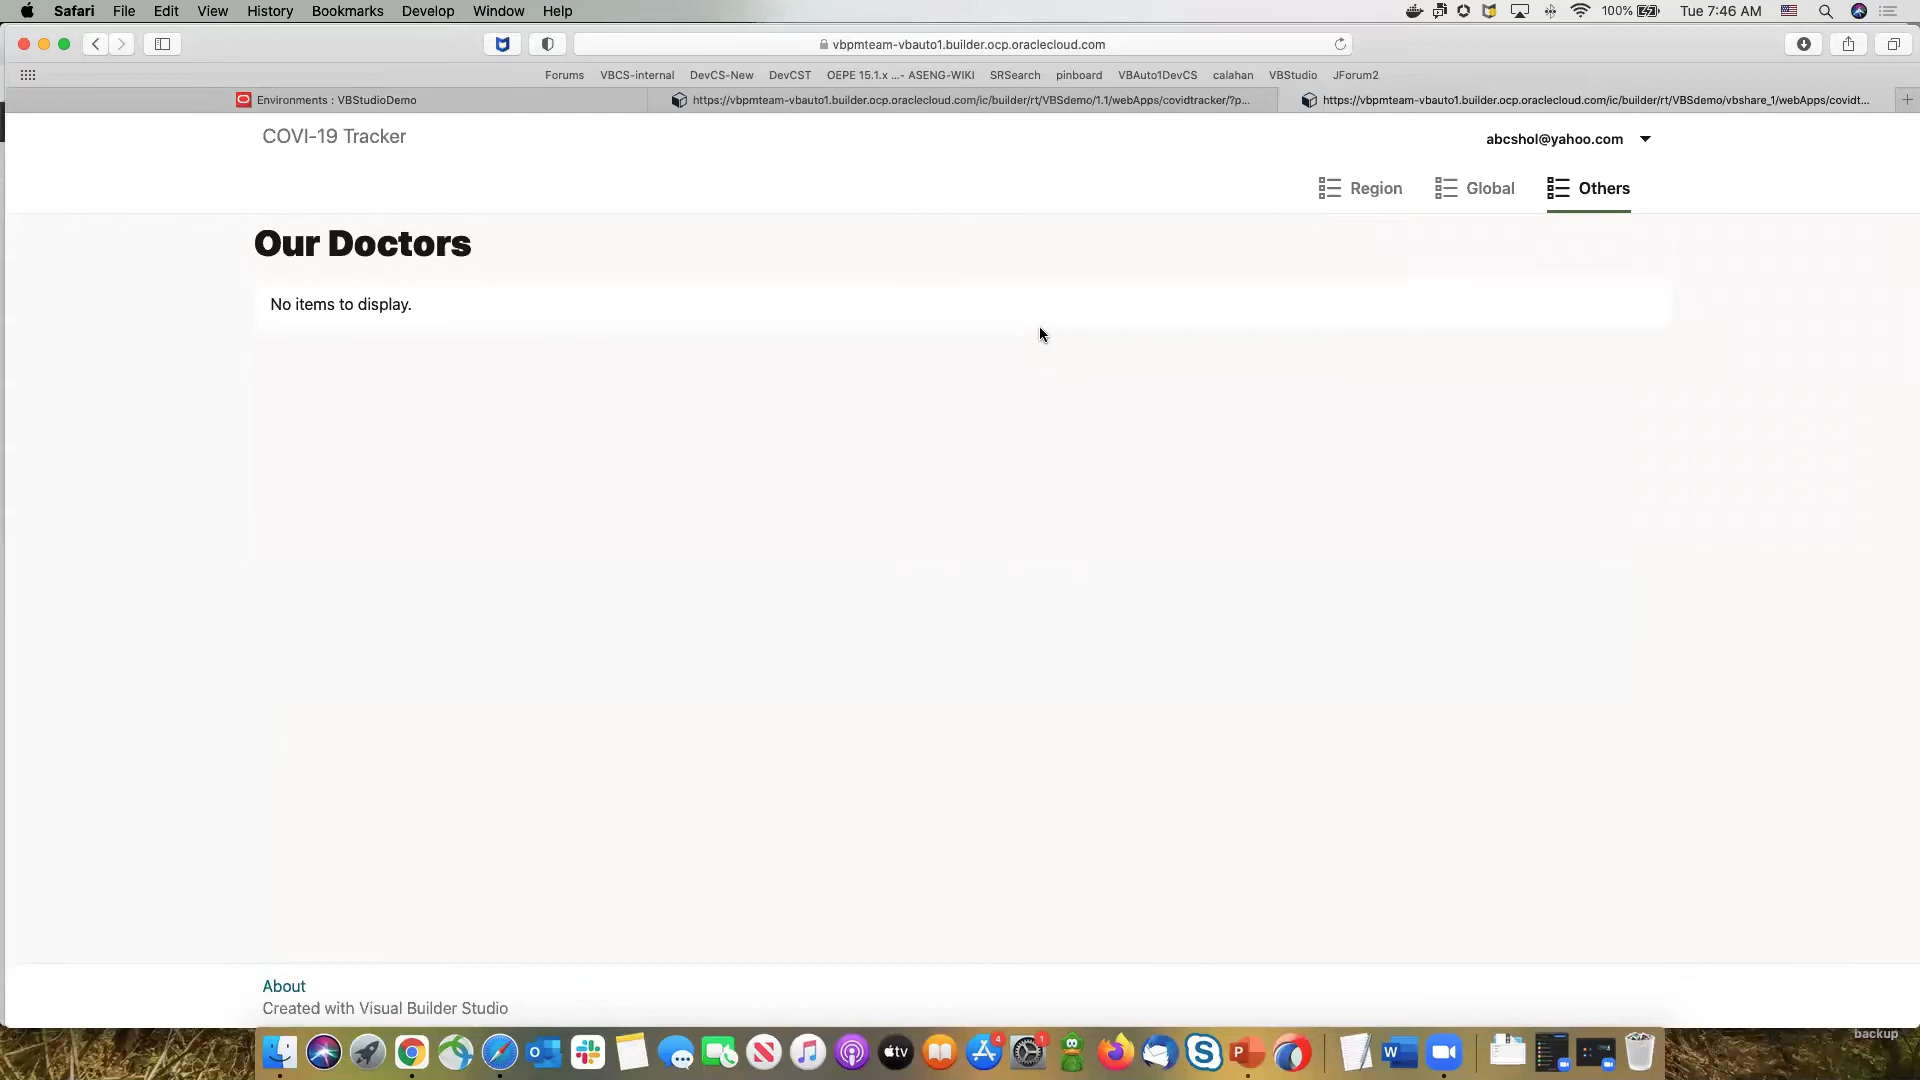 Safari File Edit View History Bookmarks Develop Window Help 100% Tue 7:46 AM
vbpmteam-vbauto1.builder.ocp.oraclecloud.com
Forums VBCS-internal DevCS-New DevCST OEPE 15.1.x ...- ASENG-WIKI SRSearch pinboard VBAuto1DevCS calahan VBStudio JForum2
Environments : VBStudioDemo https://vbpmteam-vbauto1.builder.ocp.oraclecloud.com/ic/builder/rt/VBSdemo/1.1/webApps/covidtracker/?p... https://vbpmteam-vbauto1.builder.ocp.oraclecloud.com/ic/builder/rt/VBSdemo/vbshare_1/webApps/covidt...
COVI-19 Tracker
abcshol@yahoo.com
Region Global Others
Our Doctors
No items to display.
About
Created with Visual Builder Studio
backup
tv
4
1